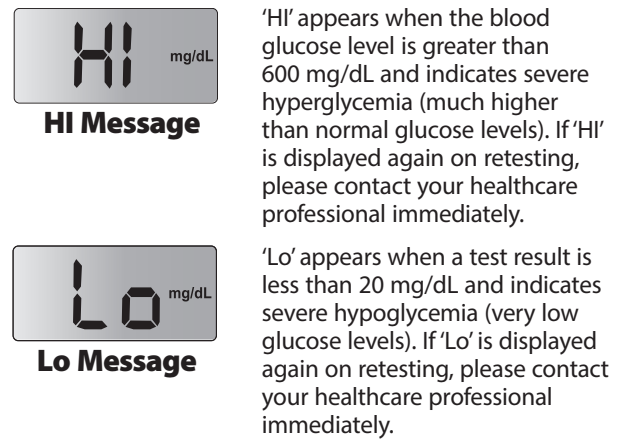 HI mg/dL
HI Message
‘HI’ appears when the blood
glucose level is greater than
600 mg/dL and indicates severe
hyperglycemia (much higher
than normal glucose levels). If ‘HI’
is displayed again on retesting,
please contact your healthcare
professional immediately.
Lo mg/dL
Lo Message
‘Lo’ appears when a test result is
less than 20 mg/dL and indicates
severe hypoglycemia (very low
glucose levels). If ‘Lo’ is displayed
again on retesting, please contact
your healthcare professional
immediately.